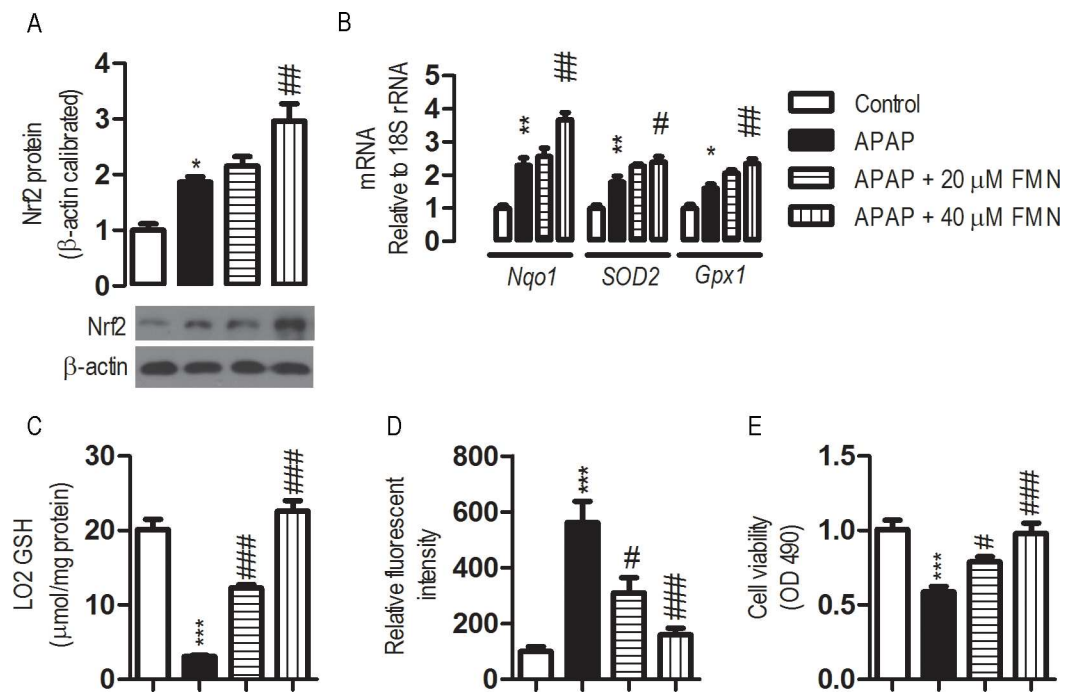 A
Nrf2 protein
(β-actin calibrated)
4
3
2
1
0
*
##
Nrf2
β-actin
B
mRNA
Relative to 18S rRNA
5
4
3
2
1
0
**
##
**
#
*
##
Nqo1
SOD2
Gpx1
Control
APAP
APAP + 20 μM FMN
APAP + 40 μM FMN
C
LO2 GSH
(μmol/mg protein)
30
20
10
0
***
###
###
D
Relative fluorescent
intensity
800
600
400
200
0
***
#
###
E
Cell viability
(OD 490)
1.5
1.0
0.5
0.0
***
#
###